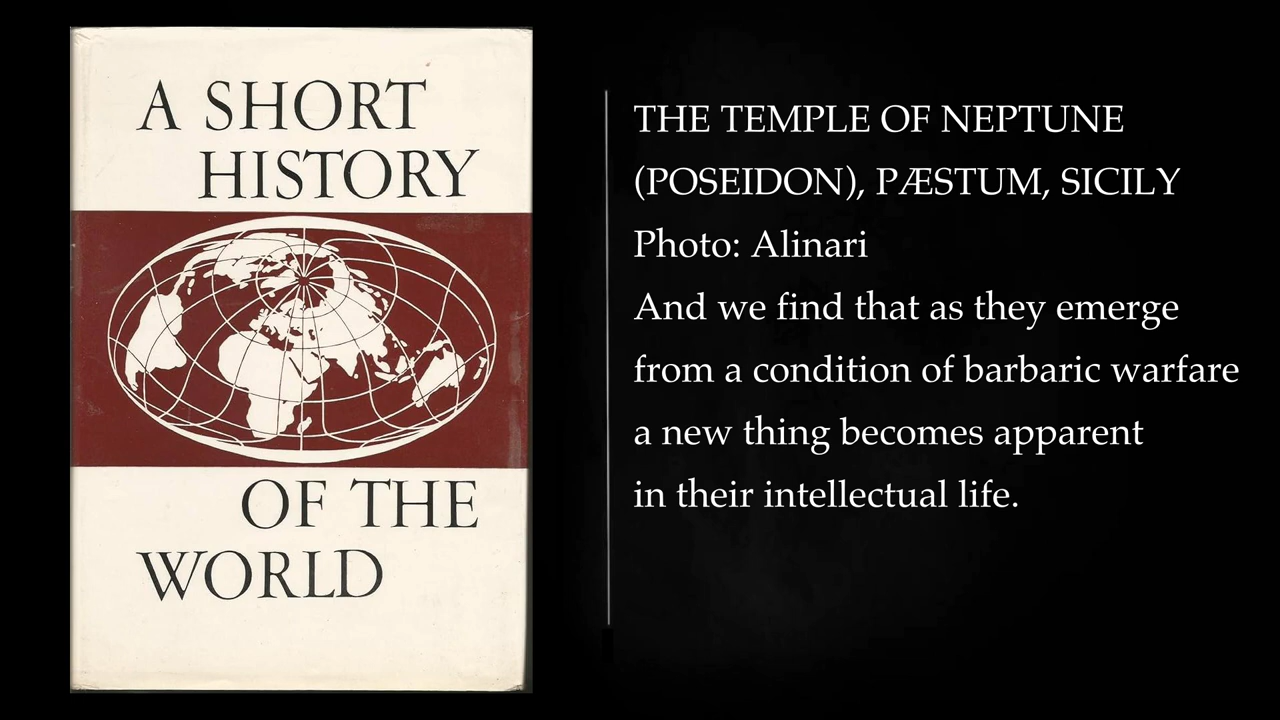 A SHORT
HISTORY
OF THE
WORLD
THE TEMPLE OF NEPTUNE
(POSEIDON), PÆSTUM, SICILY
Photo: Alinari
And we find that as they emerge
from a condition of barbaric warfare
a new thing becomes apparent
in their intellectual life.